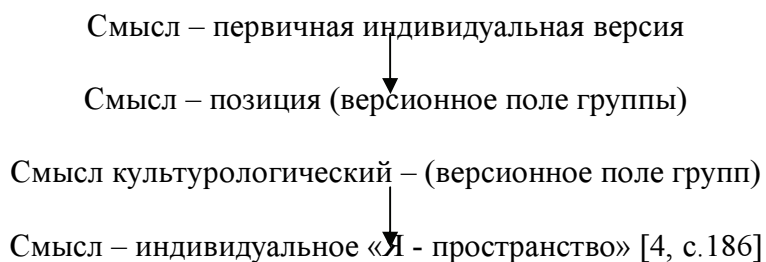 Смысл – первичная индивидуальная версия
Смысл – позиция (версионное поле группы)
Смысл культурологический – (версионное поле групп)
Смысл – индивидуальное «Я - пространство» [4, с.186]